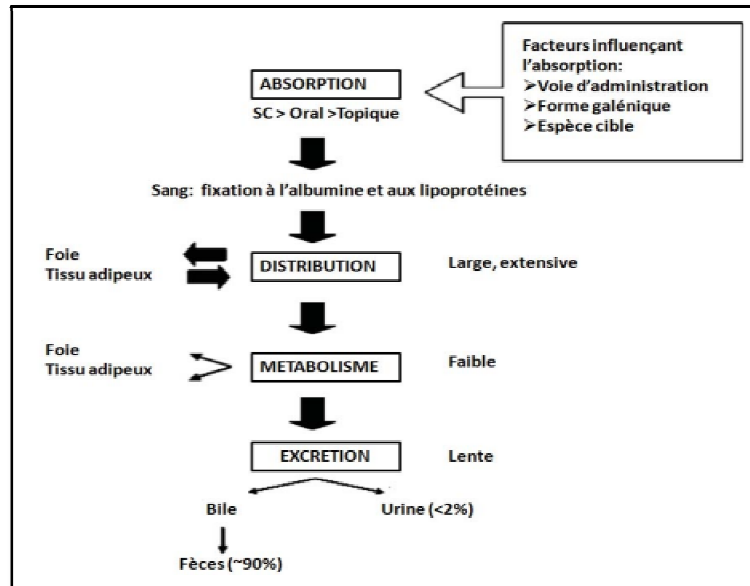 Facteurs influençant
l'absorption:
➢Voie d'administration
➢Forme galénique
➢Espèce cible
ABSORPTION
SC > Oral >Topique
Sang: fixation à l'albumine et aux lipoprotéines
Foie
Tissu adipeux
DISTRIBUTION
Large, extensive
Foie
Tissu adipeux
METABOLISME
Faible
EXCRETION
Lente
Bile
Urine (<2%)
Fèces (~90%)